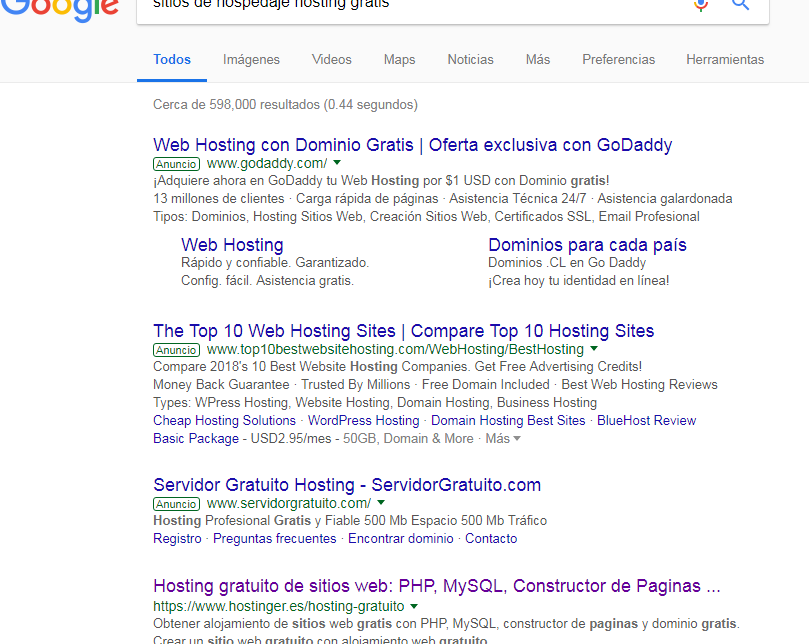 Google
sitios de hospedaje hosting gratis
Todos Imágenes Videos Maps Noticias Más Preferencias Herramientas
Cerca de 598,000 resultados (0.44 segundos)
Web Hosting con Dominio Gratis | Oferta exclusiva con GoDaddy
Anuncio www.godaddy.com/
¡Adquiere ahora en GoDaddy tu Web Hosting por $1 USD con Dominio gratis!
13 millones de clientes · Carga rápida de páginas · Asistencia Técnica 24/7 · Asistencia galardonada
Tipos: Dominios, Hosting Sitios Web, Creación Sitios Web, Certificados SSL, Email Profesional
Web Hosting
Rápido y confiable. Garantizado.
Config. fácil. Asistencia gratis.
Dominios para cada país
Dominios .CL en Go Daddy
¡Crea hoy tu identidad en línea!
The Top 10 Web Hosting Sites | Compare Top 10 Hosting Sites
Anuncio www.top10bestwebsitehosting.com/WebHosting/BestHosting
Compare 2018's 10 Best Website Hosting Companies. Get Free Advertising Credits!
Money Back Guarantee · Trusted By Millions · Free Domain Included · Best Web Hosting Reviews
Types: WPress Hosting, Website Hosting, Domain Hosting, Business Hosting
Cheap Hosting Solutions · WordPress Hosting · Domain Hosting Best Sites · BlueHost Review
Basic Package - USD2.95/mes - 50GB, Domain & More · Más
Servidor Gratuito Hosting - ServidorGratuito.com
Anuncio www.servidorgratuito.com/
Hosting Profesional Gratis y Fiable 500 Mb Espacio 500 Mb Tráfico
Registro · Preguntas frecuentes · Encontrar dominio · Contacto
Hosting gratuito de sitios web: PHP, MySQL, Constructor de Paginas ...
https://www.hostinger.es/hosting-gratuito
Obtener alojamiento de sitios web gratis con PHP, MySQL, constructor de paginas y dominio gratis.
Crear un sitio web gratuito con alojamiento web gratuito